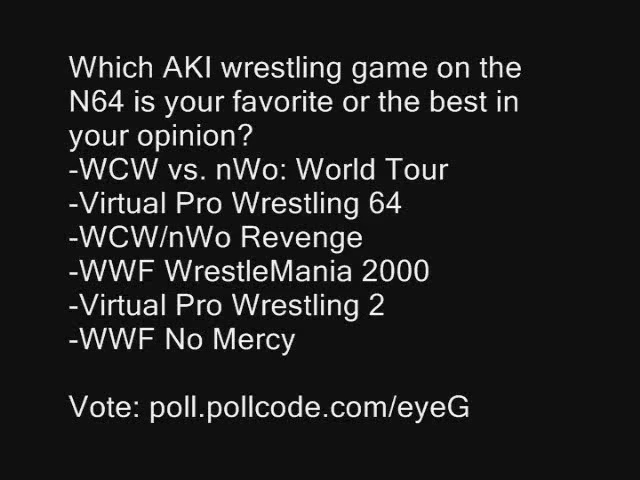 Which AKI wrestling game on the
N64 is your favorite or the best in
your opinion?
-WCW vs. nWo: World Tour
-Virtual Pro Wrestling 64
-WCW/nWo Revenge
-WWF WrestleMania 2000
-Virtual Pro Wrestling 2
-WWF No Mercy
Vote: poll.pollcode.com/eyeG